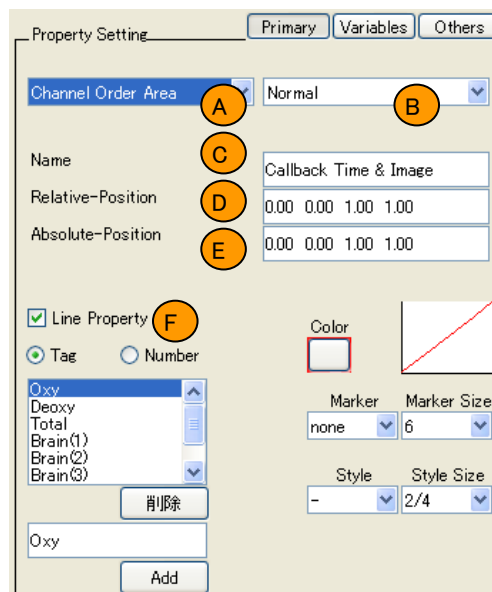 Property Setting
Primary
Variables
Others
Channel Order Area
A
Normal
B
Name
C
Callback Time & Image
Relative-Position
D
0.00 0.00 1.00 1.00
Absolute-Position
E
0.00 0.00 1.00 1.00
Line Property
F
Tag
Number
Color
Oxy
Deoxy
Total
Brain(1)
Brain(2)
Brain(3)
Marker
Marker Size
none
6
Style
Style Size
-
2/4
削除
Oxy
Add